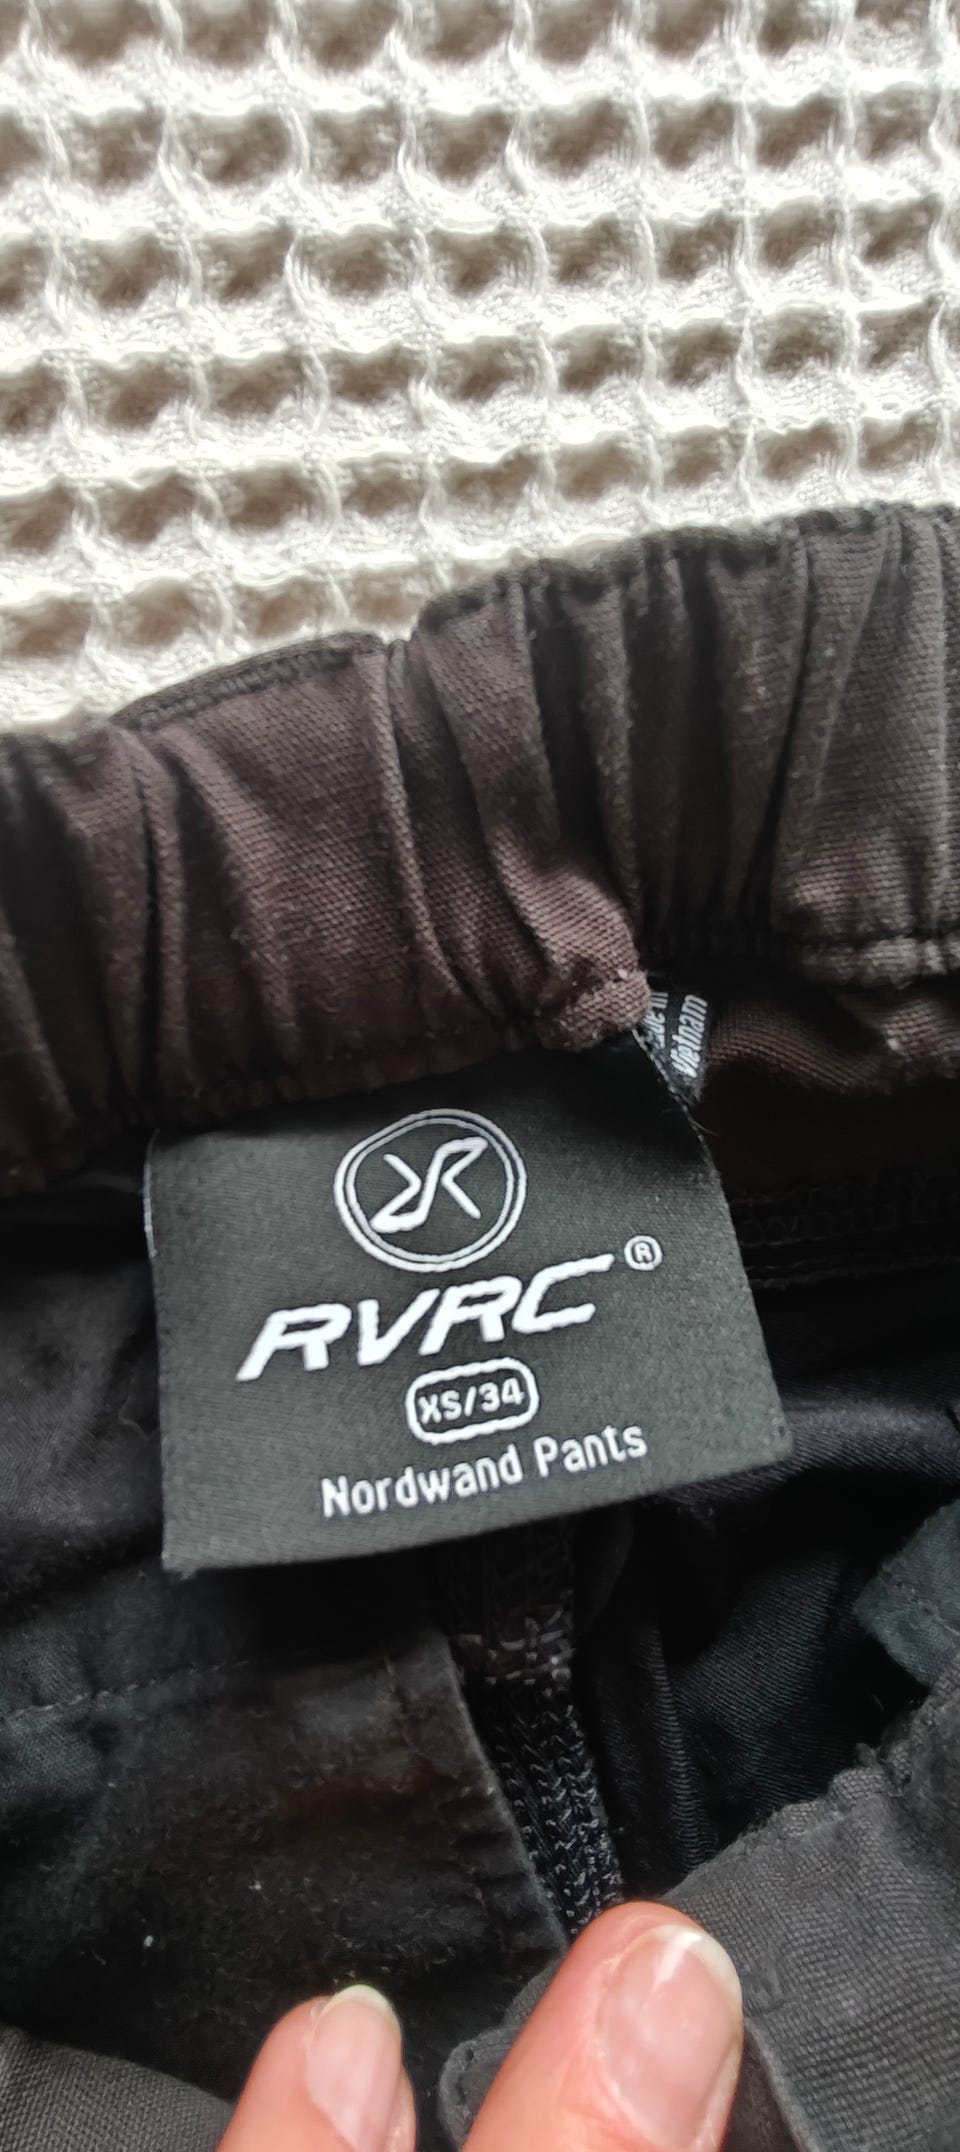 Vietnam
RVRC®
XS/34
Nordwand Pants